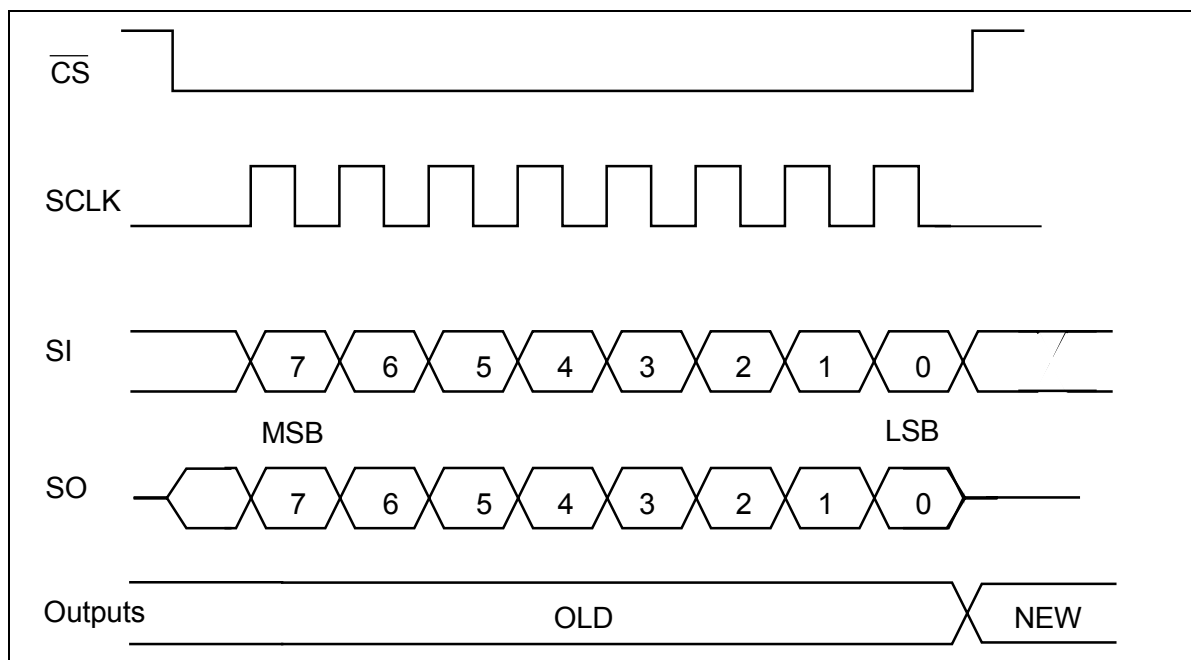 C̅S̅
SCLK
SI
7 6 5 4 3 2 1 0
MSB LSB
SO
7 6 5 4 3 2 1 0
Outputs OLD NEW